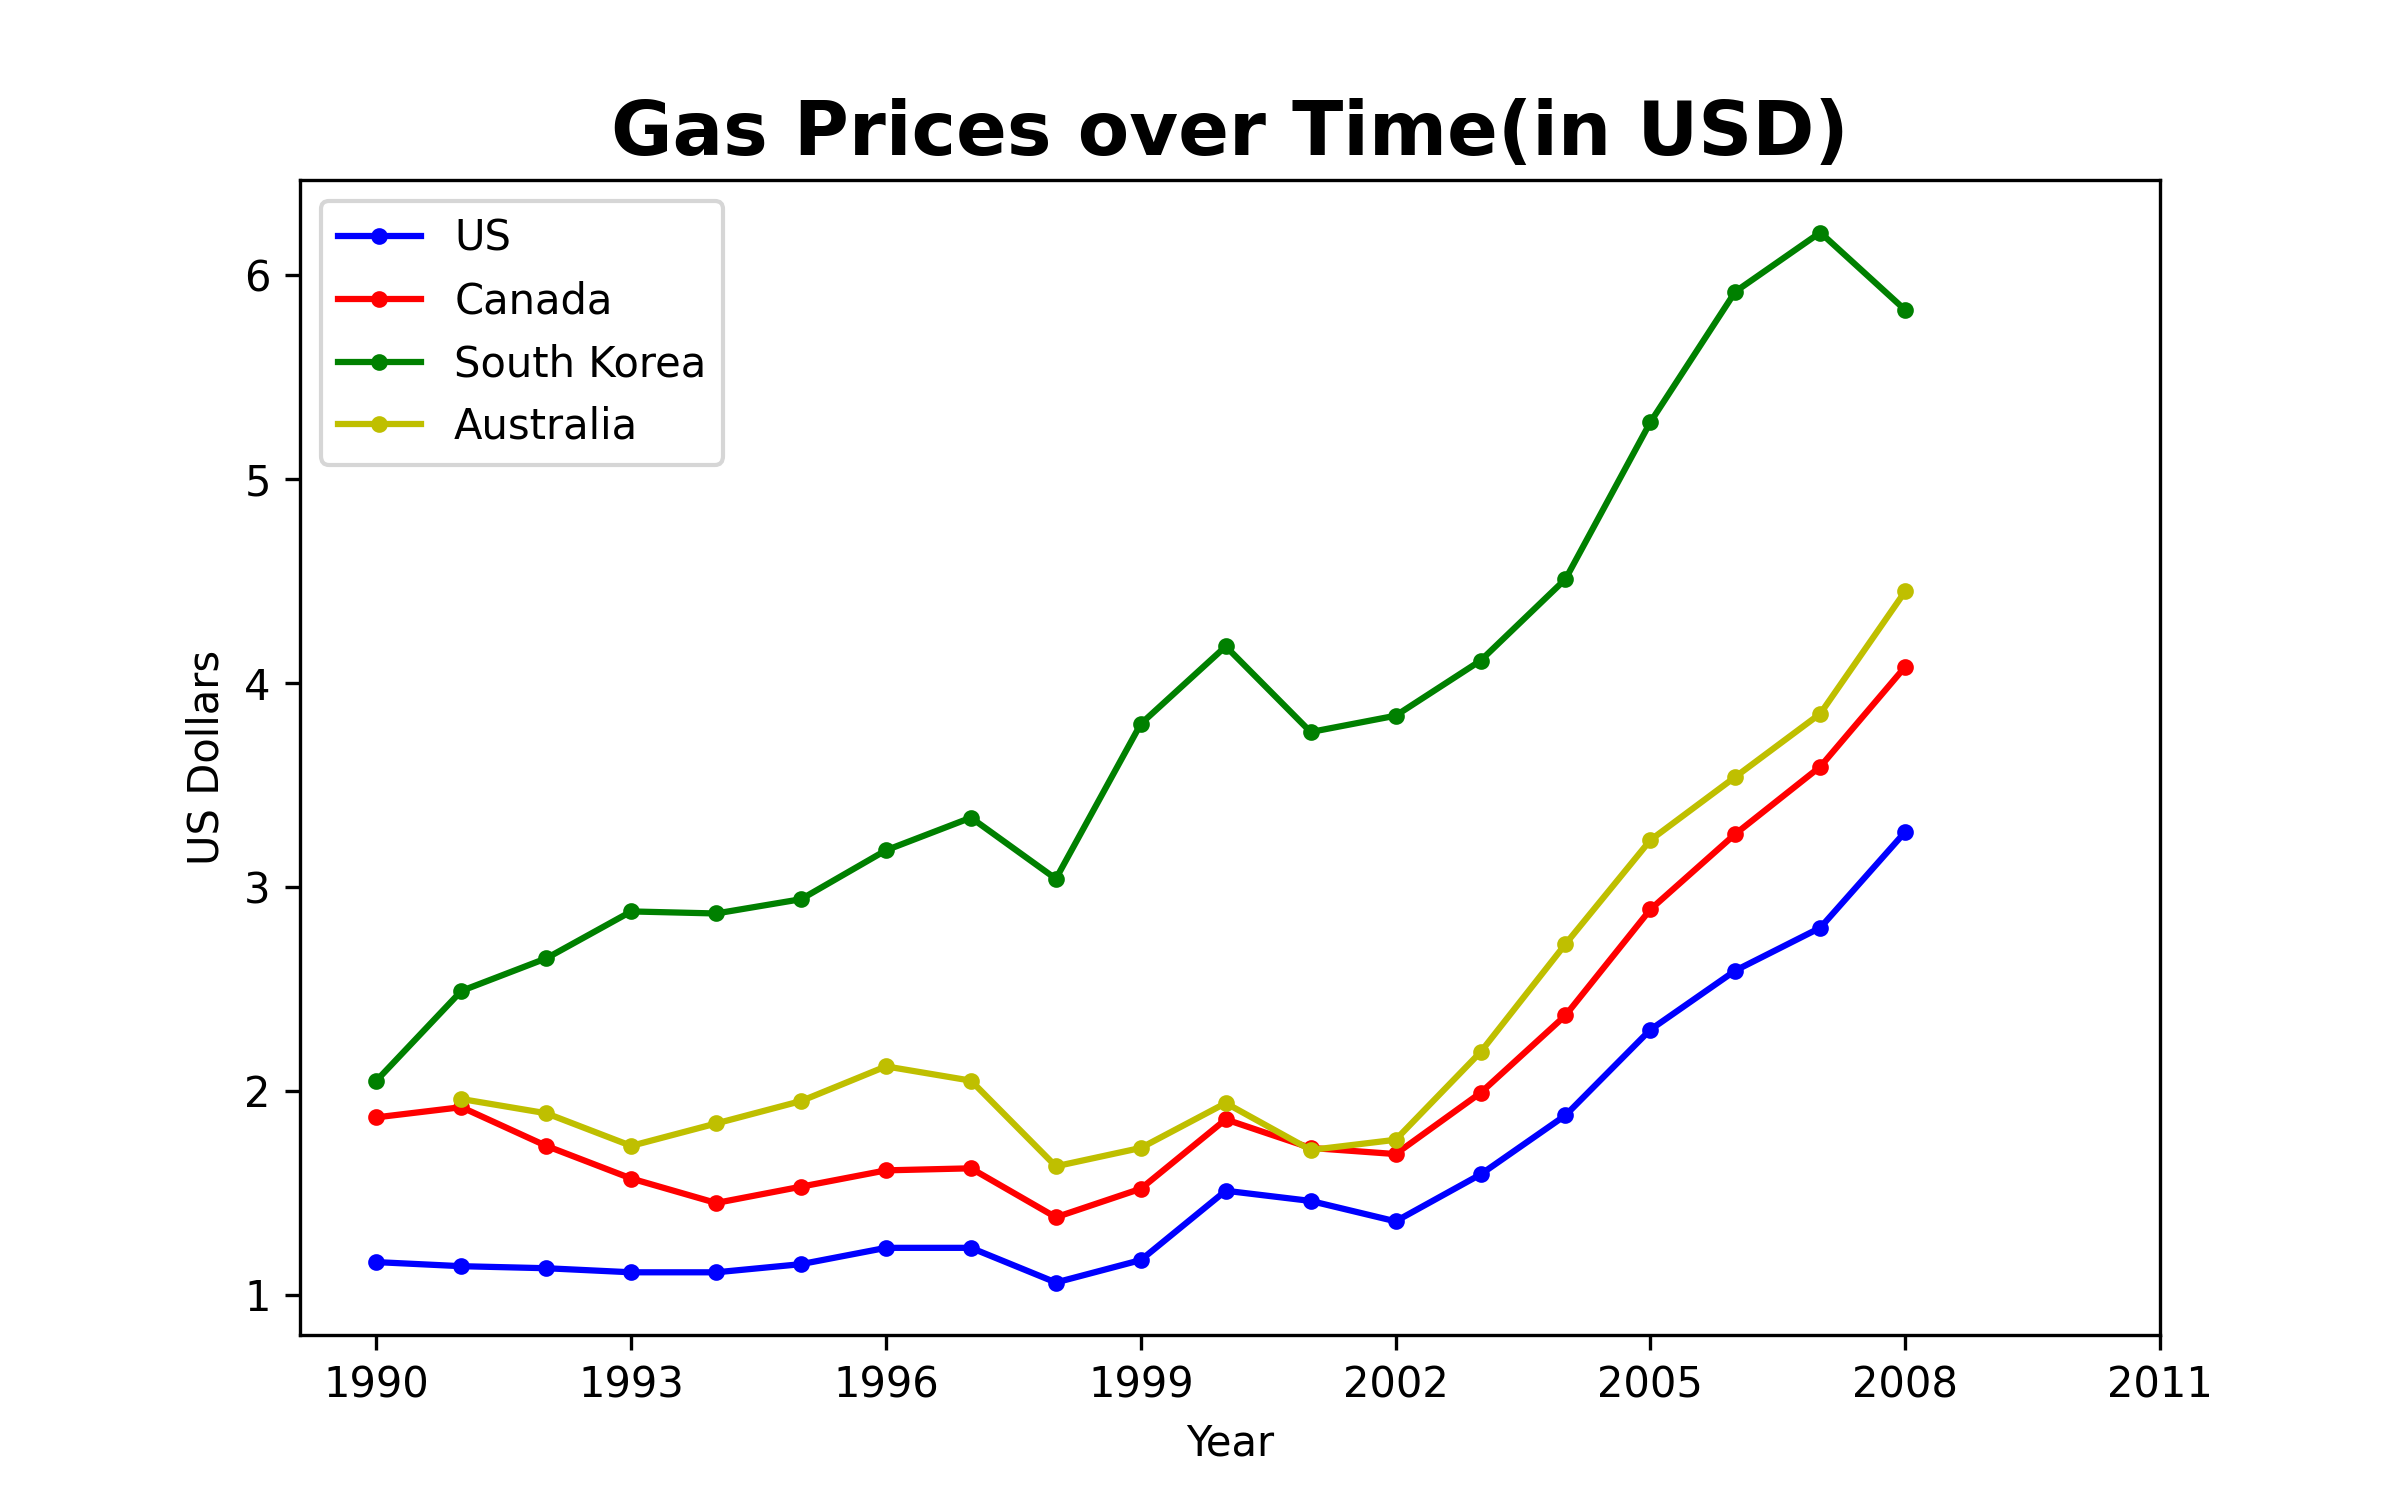 Gas Prices over Time(in USD)
US
Canada
South Korea
Australia
6
5
4
3
2
1
US Dollars
1990 1993 1996 1999 2002 2005 2008 2011
Year